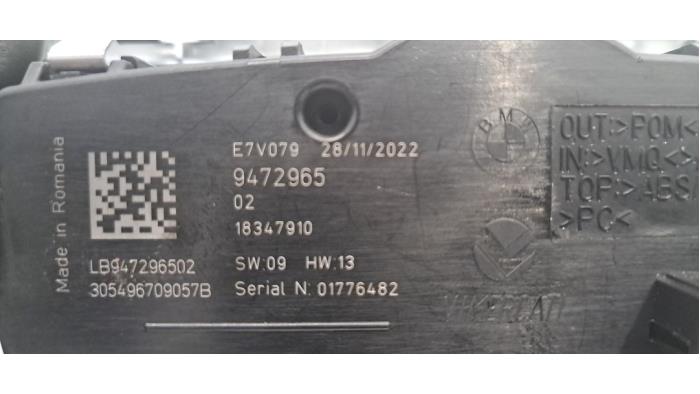 Made in Romania
E7V079 28/11/2022
9472965
02
18347910
LB947296502
305496709057B
SW:09 HW:13
Serial N: 01776482
BMW
OUT:>POM<
IN:>VMQ<
TOP:>ABS
>PC<